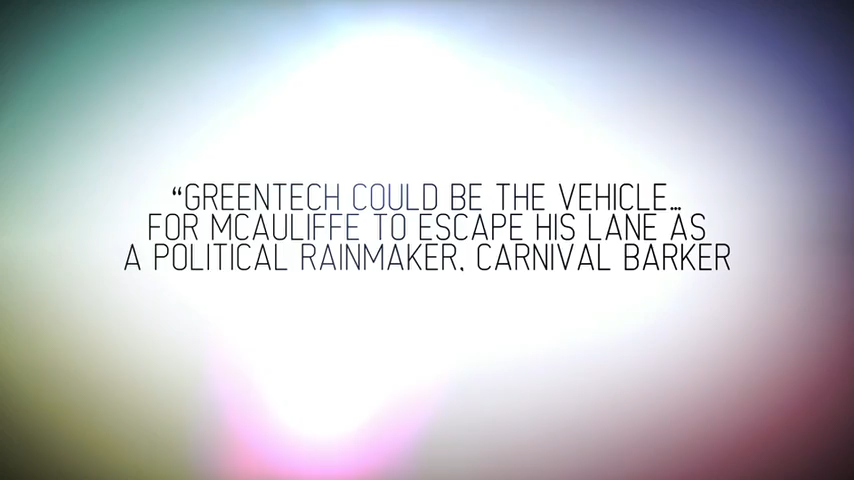 “GREENTECH COULD BE THE VEHICLE…
FOR MCAULIFFE TO ESCAPE HIS LANE AS
A POLITICAL RAINMAKER, CARNIVAL BARKER